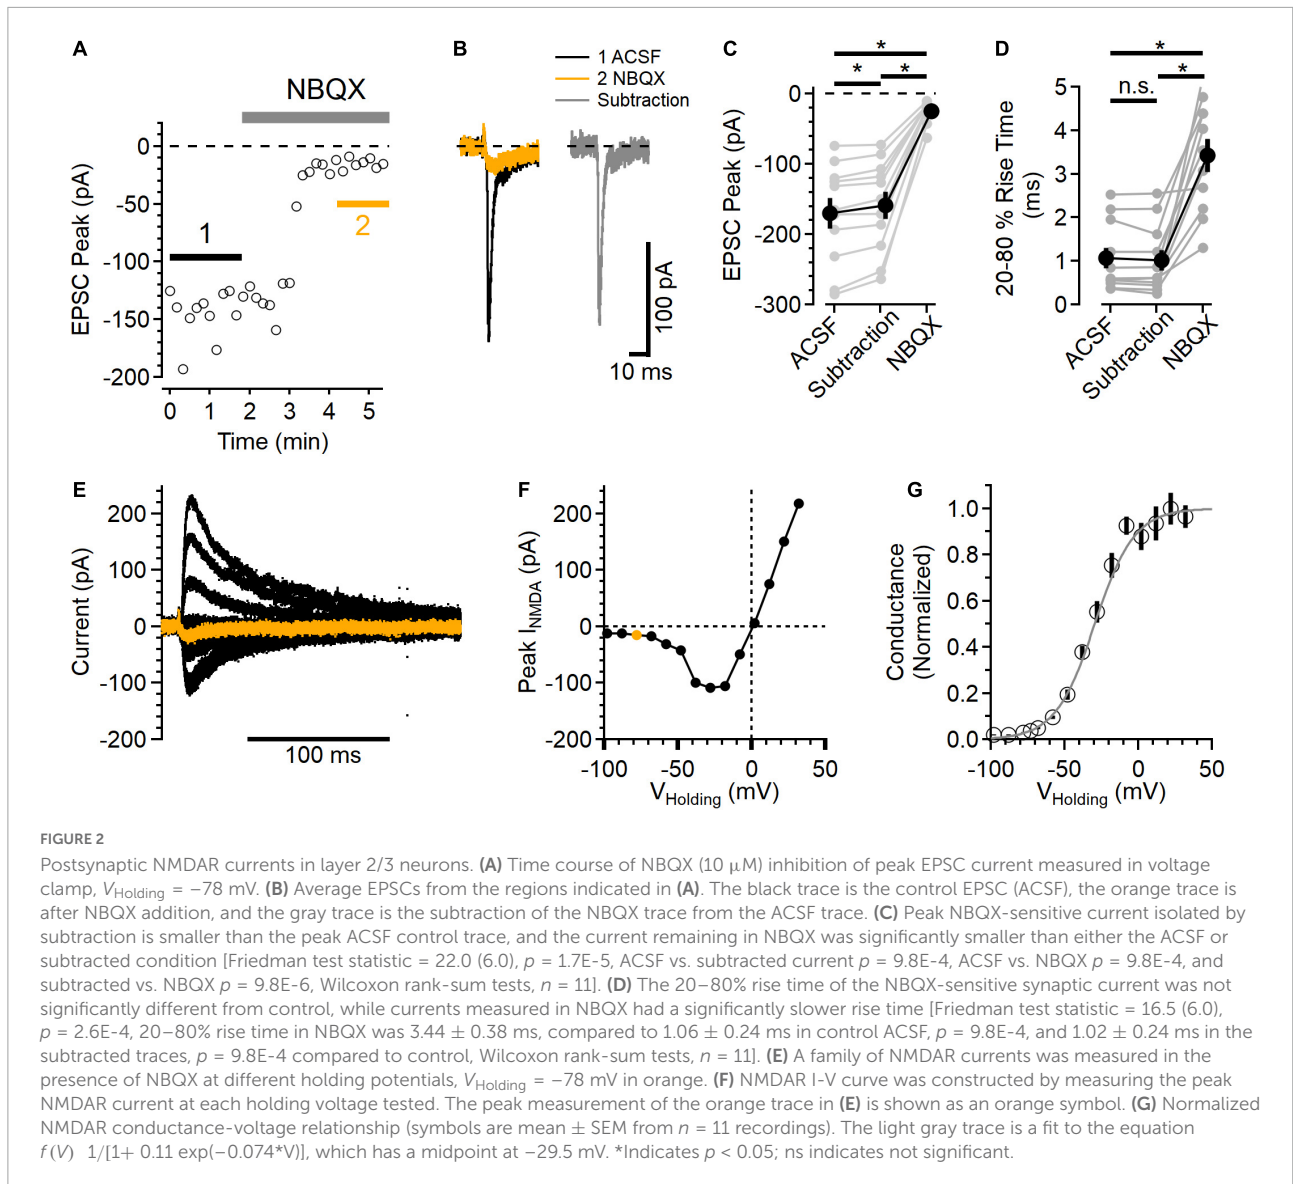 A
NBQX
0
-50
-100
-150
-200
EPSC Peak (pA)
1
2
0 1 2 3 4 5
Time (min)
B
1 ACSF
2 NBQX
Subtraction
100 pA
10 ms
C
*
* *
0
-100
-200
-300
EPSC Peak (pA)
ACSF
Subtraction
NBQX
D
*
n.s. *
5
4
3
2
1
0
20-80 % Rise Time
(ms)
ACSF
Subtraction
NBQX
E
200
100
0
-100
-200
Current (pA)
100 ms
F
200
100
0
-100
-200
Peak I_NMDA (pA)
-100 -50 0 50
V_Holding (mV)
G
1.0
0.8
0.6
0.4
0.2
0.0
Conductance
(Normalized)
-100 -50 0 50
V_Holding (mV)
FIGURE 2
Postsynaptic NMDAR currents in layer 2/3 neurons. (A) Time course of NBQX (10 μM) inhibition of peak EPSC current measured in voltage
clamp, V_Holding = −78 mV. (B) Average EPSCs from the regions indicated in (A). The black trace is the control EPSC (ACSF), the orange trace is
after NBQX addition, and the gray trace is the subtraction of the NBQX trace from the ACSF trace. (C) Peak NBQX-sensitive current isolated by
subtraction is smaller than the peak ACSF control trace, and the current remaining in NBQX was significantly smaller than either the ACSF or
subtracted condition [Friedman test statistic = 22.0 (6.0), p = 1.7E-5, ACSF vs. subtracted current p = 9.8E-4, ACSF vs. NBQX p = 9.8E-4, and
subtracted vs. NBQX p = 9.8E-6, Wilcoxon rank-sum tests, n = 11]. (D) The 20–80% rise time of the NBQX-sensitive synaptic current was not
significantly different from control, while currents measured in NBQX had a significantly slower rise time [Friedman test statistic = 16.5 (6.0),
p = 2.6E-4, 20–80% rise time in NBQX was 3.44 ± 0.38 ms, compared to 1.06 ± 0.24 ms in control ACSF, p = 9.8E-4, and 1.02 ± 0.24 ms in the
subtracted traces, p = 9.8E-4 compared to control, Wilcoxon rank-sum tests, n = 11]. (E) A family of NMDAR currents was measured in the
presence of NBQX at different holding potentials, V_Holding = −78 mV in orange. (F) NMDAR I-V curve was constructed by measuring the peak
NMDAR current at each holding voltage tested. The peak measurement of the orange trace in (E) is shown as an orange symbol. (G) Normalized
NMDAR conductance-voltage relationship (symbols are mean ± SEM from n = 11 recordings). The light gray trace is a fit to the equation
f (V) 1/[1+ 0.11 exp(−0.074*V)], which has a midpoint at −29.5 mV. *Indicates p < 0.05; ns indicates not significant.